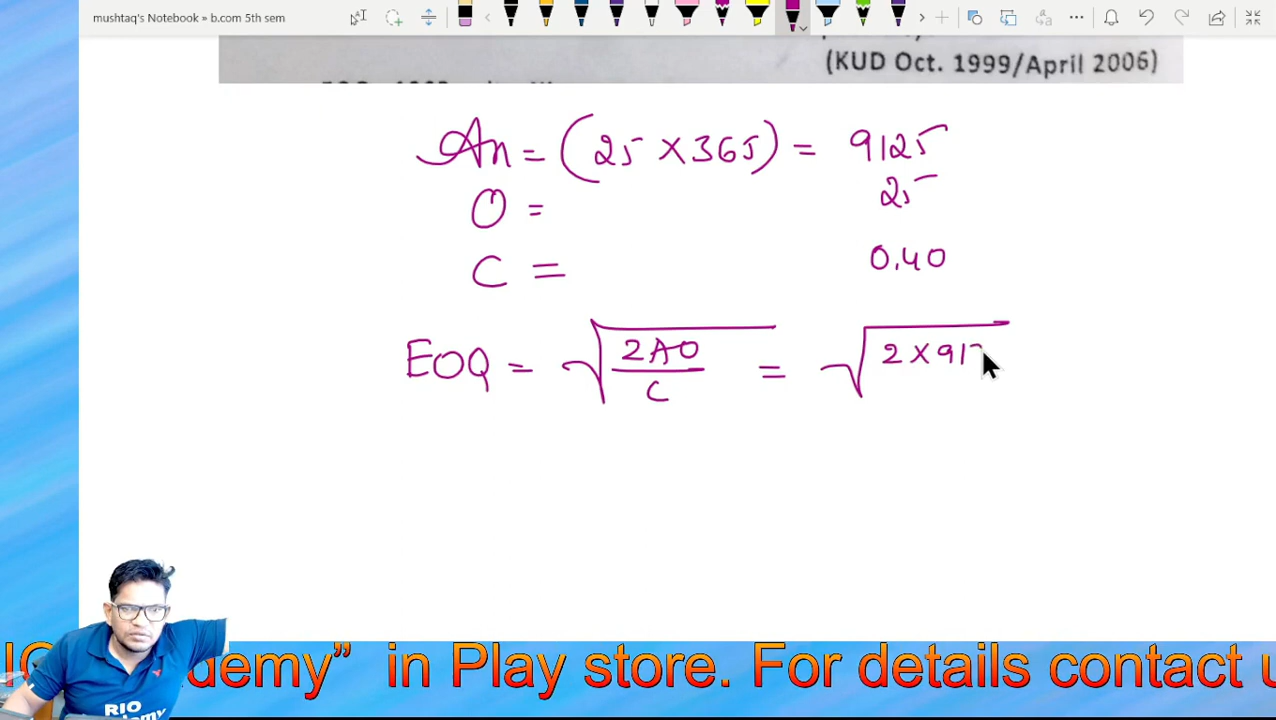 mushtaq's Notebook » b.com 5th sem
(KUD Oct. 1999/April 2006)
An = (25 X 365) = 9125
O = 25
C = 0.40
EOQ = √2AO/C = √2 X 91
demy” in Play store. For details contact u
RIO